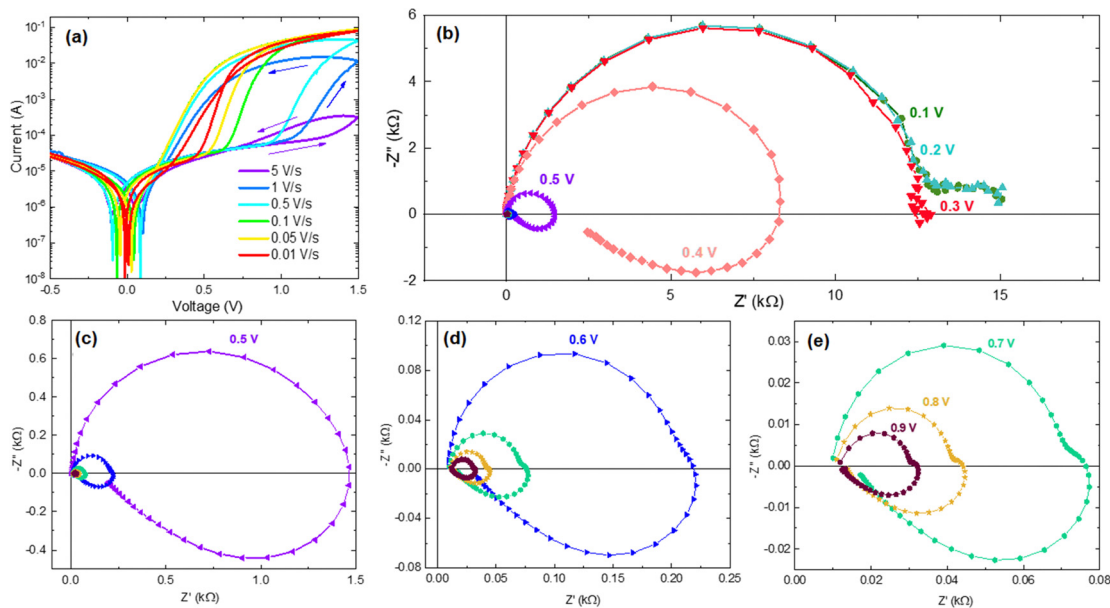 (a)
10⁻¹
10⁻²
10⁻³
10⁻⁴
10⁻⁵
10⁻⁶
10⁻⁷
10⁻⁸
Current (A)
5 V/s
1 V/s
0.5 V/s
0.1 V/s
0.05 V/s
0.01 V/s
-0.5 0.0 0.5 1.0 1.5
Voltage (V)
(b)
6
4
2
0
-2
-Z'' (kΩ)
0.1 V
0.2 V
0.3 V
0.4 V
0.5 V
0 5 10 15
Z' (kΩ)
(c)
0.5 V
0.8
0.6
0.4
0.2
0.0
-0.2
-0.4
-Z'' (kΩ)
0.0 0.5 1.0 1.5
Z' (kΩ)
(d)
0.6 V
0.12
0.08
0.04
0.00
-0.04
-0.08
-Z'' (kΩ)
0.00 0.05 0.10 0.15 0.20 0.25
Z' (kΩ)
(e)
0.7 V
0.8 V
0.9 V
0.03
0.02
0.01
0.00
-0.01
-0.02
-Z'' (kΩ)
0.00 0.02 0.04 0.06 0.08
Z' (kΩ)